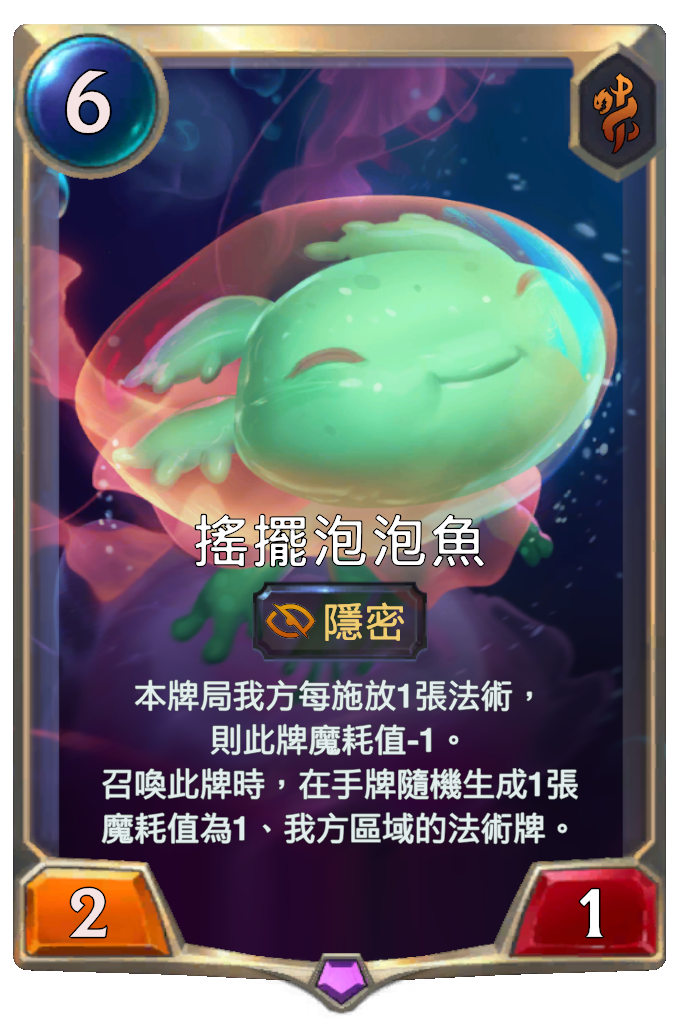 6
搖擺泡泡魚
隱密
本牌局我方每施放1張法術，
則此牌魔耗值-1。
召喚此牌時，在手牌隨機生成1張
魔耗值為1、我方區域的法術牌。
2
1